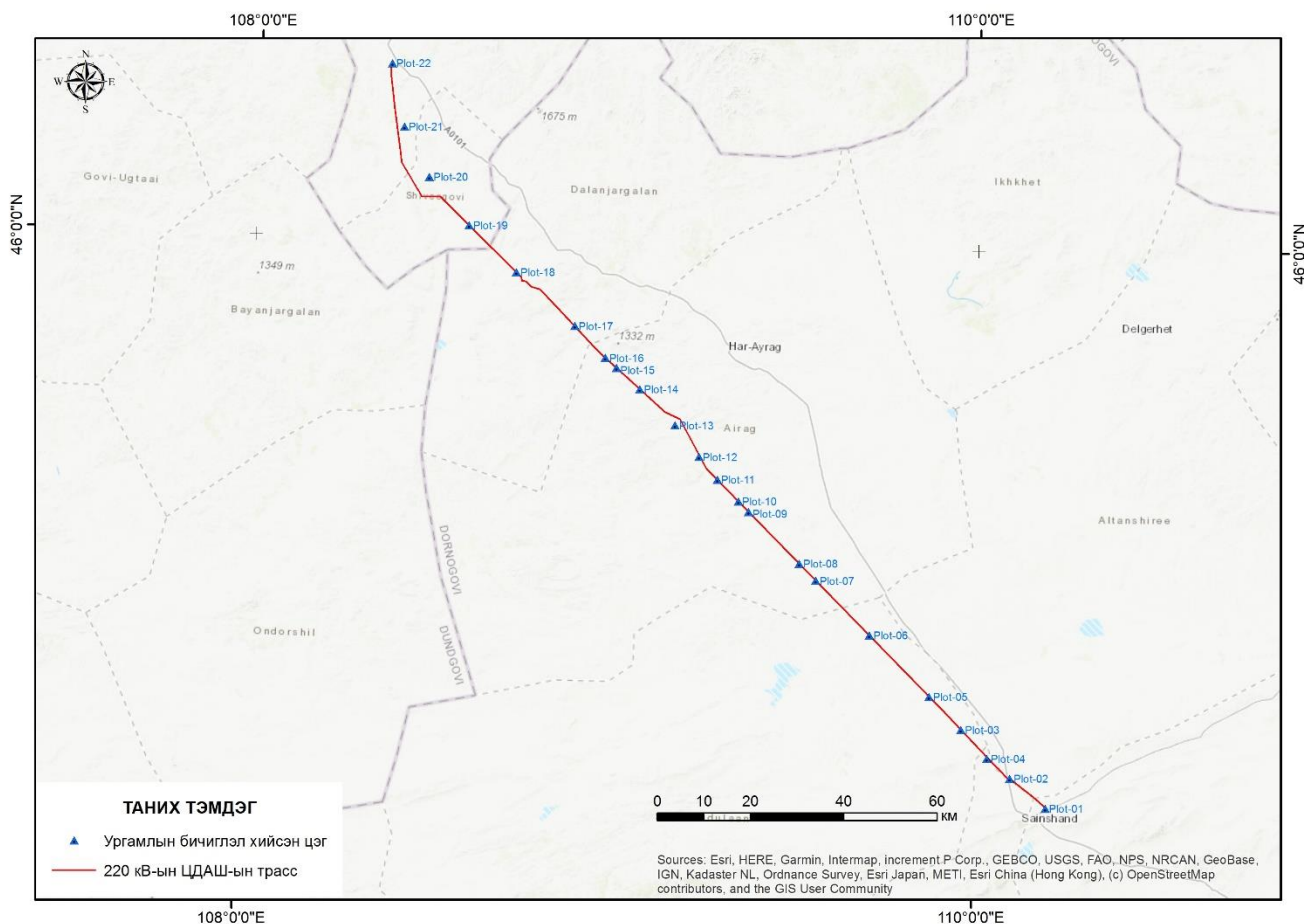 108°0'0"E
110°0'0"E
N
W E
S
Plot-22
OGOVI
1675 m
Plot-21
A0101
Govi-Ugtaai
Plot-20
Dalanjargalan
Ikhkhet
Shiveegovi
46°0'0"N
Plot-19
46°0'0"N
1349 m
Plot-18
Bayanjargalan
Plot-17
1332 m
Delgerhet
Har-Ayrag
Plot-16
Plot-15
Plot-14
Plot-13
Airag
Plot-12
Plot-11
Plot-10
Plot-09
Altanshiree
DORNOGOVI
Plot-08
Plot-07
Ondorshil
DUNDGOVI
Plot-06
Plot-05
Plot-03
Plot-04
Plot-02
Plot-01
Sainshand
0 10 20 40 60
КМ
dulaan
ТАНИХ ТЭМДЭГ
Ургамлын бичиглэл хийсэн цэг
220 кВ-ын ЦДАШ-ын трасс
Sources: Esri, HERE, Garmin, Intermap, increment P Corp., GEBCO, USGS, FAO, NPS, NRCAN, GeoBase,
IGN, Kadaster NL, Ordnance Survey, Esri Japan, METI, Esri China (Hong Kong), (c) OpenStreetMap
contributors, and the GIS User Community
108°0'0"E
110°0'0"E